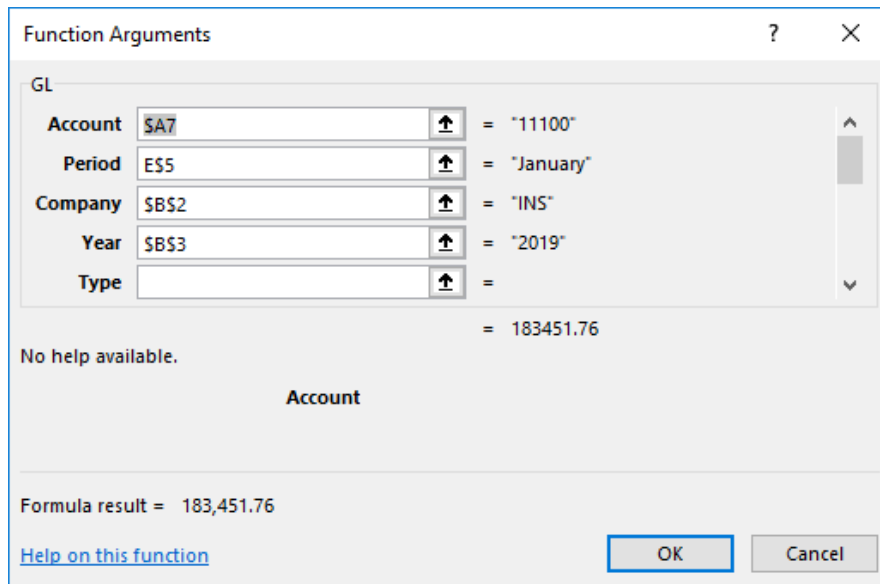 Function Arguments ? ×
GL
Account $A7 = "11100"
Period E$5 = "January"
Company $B$2 = "INS"
Year $B$3 = "2019"
Type =
= 183451.76
No help available.
Account
Formula result = 183,451.76
Help on this function OK Cancel